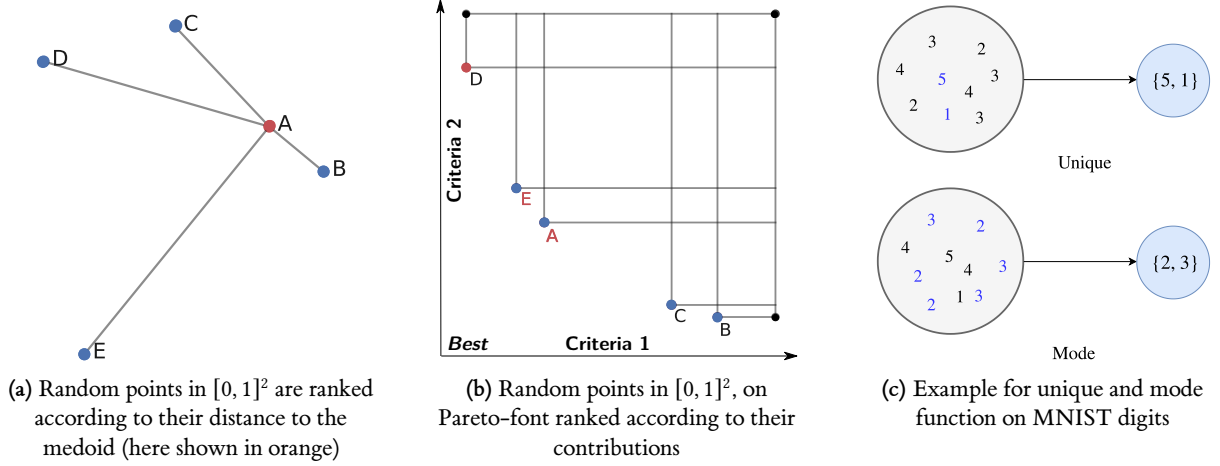 C
D
A
B
E
(a) Random points in [0, 1]² are ranked
according to their distance to the
medoid (here shown in orange)
Criteria 2
D
E
A
C
B
Best
Criteria 1
(b) Random points in [0, 1]², on
Pareto-font ranked according to their
contributions
3
2
4
5
3
4
2
1
3
{5, 1}
Unique
3
2
4
5
2
4
3
2
1
3
{2, 3}
Mode
(c) Example for unique and mode
function on MNIST digits